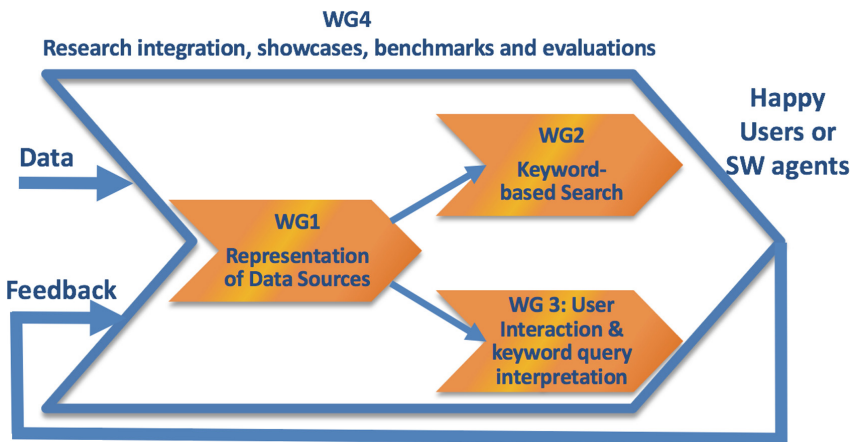 WG4
Research integration, showcases, benchmarks and evaluations
Happy
Users or
SW agents
Data
WG2
Keyword-
based Search
WG1
Representation
of Data Sources
Feedback
WG 3: User
Interaction &
keyword query
interpretation